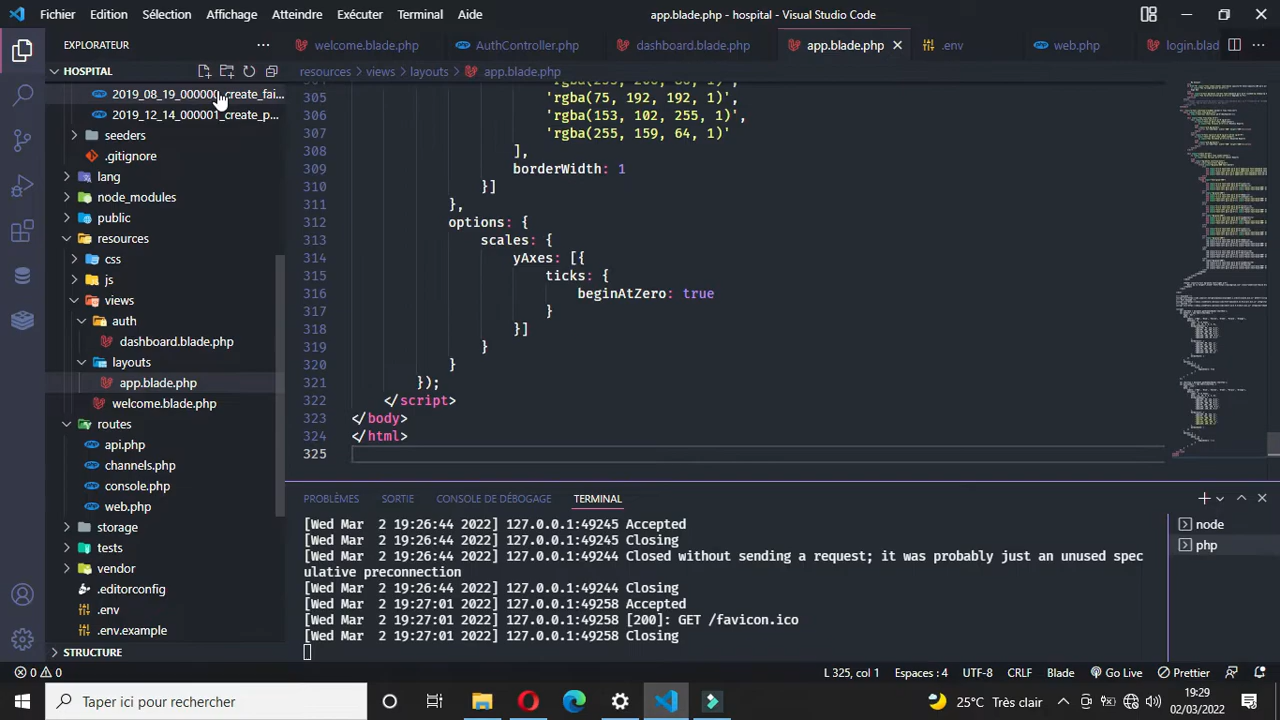 Fichier Edition Sélection Affichage Atteindre Exécuter Terminal Aide app.blade.php - hospital - Visual Studio Code
EXPLORATEUR
HOSPITAL
2019_08_19_000000_create_fai...
2019_12_14_000001_create_p...
seeders
.gitignore
lang
node_modules
public
resources
css
js
views
auth
dashboard.blade.php
layouts
app.blade.php
welcome.blade.php
routes
api.php
channels.php
console.php
web.php
storage
tests
vendor
.editorconfig
.env
.env.example
STRUCTURE
welcome.blade.php AuthController.php dashboard.blade.php app.blade.php .env web.php login.blad
resources > views > layouts > app.blade.php
305 'rgba(75, 192, 192, 1)',
306 'rgba(153, 102, 255, 1)',
307 'rgba(255, 159, 64, 1)'
308 ],
309 borderWidth: 1
310 }]
311 },
312 options: {
313 scales: {
314 yAxes: [{
315 ticks: {
316 beginAtZero: true
317 }
318 }]
319 }
320 }
321 });
322 </script>
323 </body>
324 </html>
325
PROBLÈMES SORTIE CONSOLE DE DÉBOGAGE TERMINAL
[Wed Mar 2 19:26:44 2022] 127.0.0.1:49245 Accepted
[Wed Mar 2 19:26:44 2022] 127.0.0.1:49245 Closing
[Wed Mar 2 19:26:44 2022] 127.0.0.1:49244 Closed without sending a request; it was probably just an unused spec
ulative preconnection
[Wed Mar 2 19:26:44 2022] 127.0.0.1:49244 Closing
[Wed Mar 2 19:27:01 2022] 127.0.0.1:49258 Accepted
[Wed Mar 2 19:27:01 2022] 127.0.0.1:49258 [200]: GET /favicon.ico
[Wed Mar 2 19:27:01 2022] 127.0.0.1:49258 Closing
node
php
0 0 L 325, col 1 Espaces : 4 UTF-8 CRLF Blade Go Live Prettier
Taper ici pour rechercher 25°C Très clair 19:29
02/03/2022